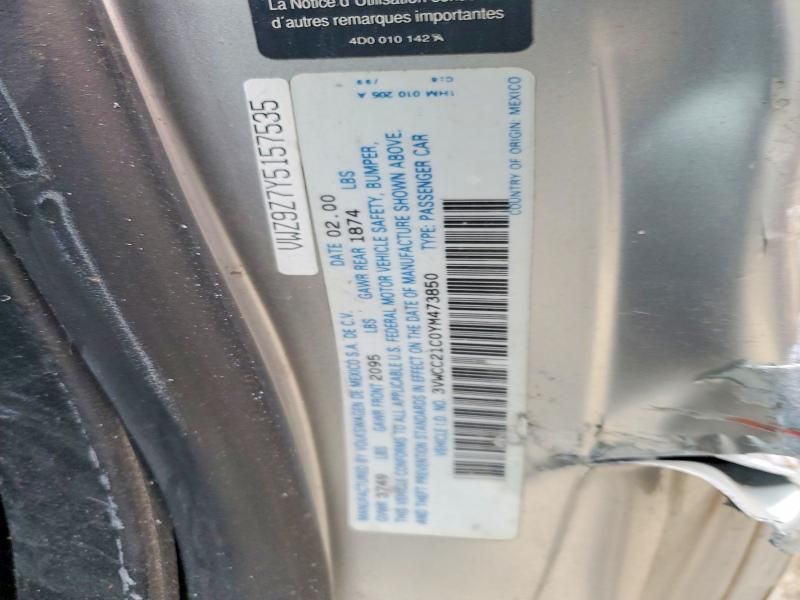 La Notice d'Utilisation
d'autres remarques importantes
4D0 010 142 A
VWZ9Z7Y5157535
1HM 010 205 A
MANUFACTURED BY VOLKSWAGEN DE MEXICO S.A. DE C.V. DATE 02.00
GVWR 3749 LBS GAWR FRONT 2095 LBS GAWR REAR 1874 LBS
THIS VEHICLE CONFORMS TO ALL APPLICABLE U.S. FEDERAL MOTOR VEHICLE SAFETY, BUMPER,
AND THEFT PREVENTION STANDARDS IN EFFECT ON THE DATE OF MANUFACTURE SHOWN ABOVE.
VEHICLE I.D. NO. 3VWCC21C0YM473850 TYPE: PASSENGER CAR
COUNTRY OF ORIGIN: MEXICO